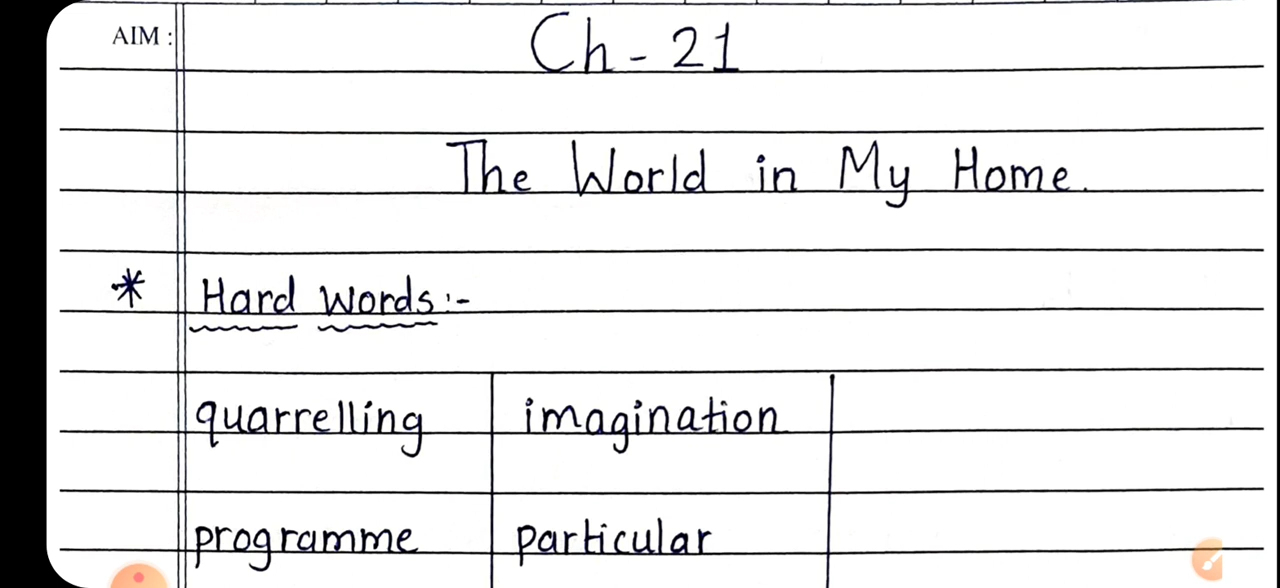 AIM :
Ch - 21
The World in My Home.
* Hard Words :-
quarrelling imagination
programme particular